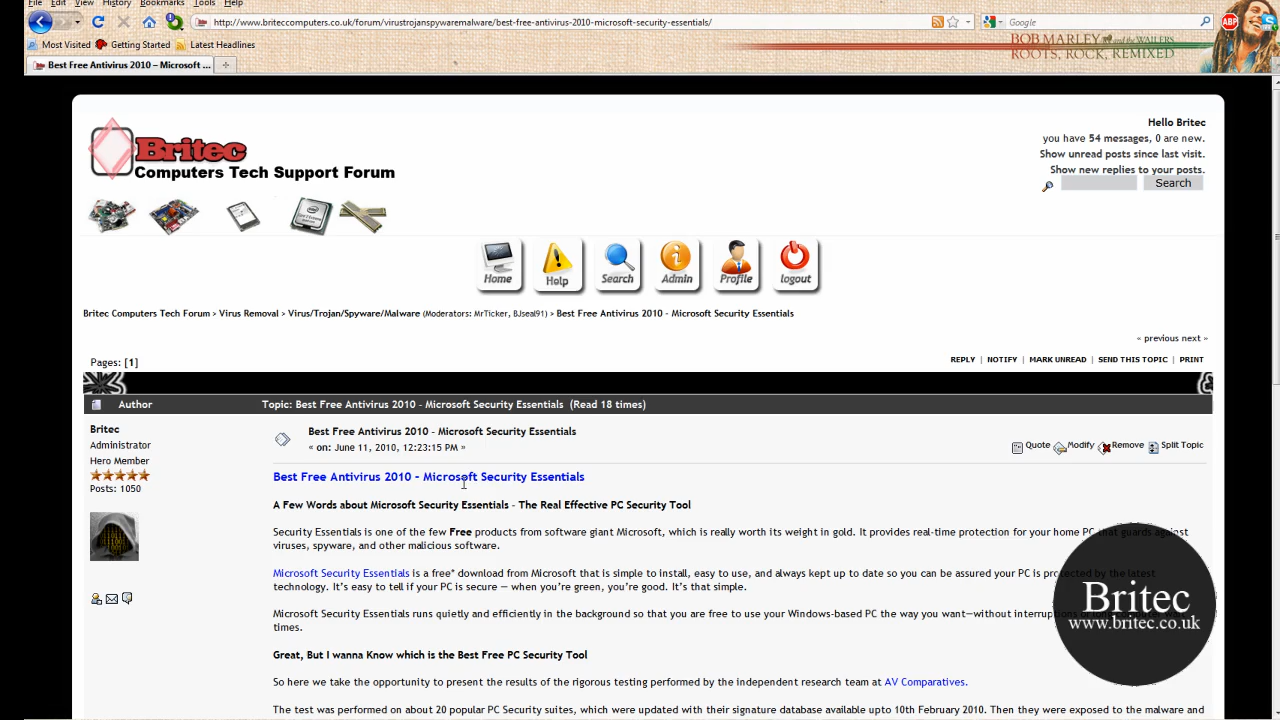 File Edit View History Bookmarks Tools Help
http://www.briteccomputers.co.uk/forum/virustrojanspywaremalware/best-free-antivirus-2010-microsoft-security-essentials/
Google
ABP
Most Visited Getting Started Latest Headlines
BOB MARLEY and the WAILERS
ROOTS, ROCK, REMIXED
Best Free Antivirus 2010 – Microsoft ...
Britec
Computers Tech Support Forum
Hello Britec
you have 54 messages, 0 are new.
Show unread posts since last visit.
Show new replies to your posts.
Search
Home Help Search Admin Profile logout
Britec Computers Tech Forum > Virus Removal > Virus/Trojan/Spyware/Malware (Moderators: MrTicker, BJseal91) > Best Free Antivirus 2010 - Microsoft Security Essentials
« previous next »
Pages: [1]
REPLY | NOTIFY | MARK UNREAD | SEND THIS TOPIC | PRINT
Author Topic: Best Free Antivirus 2010 - Microsoft Security Essentials (Read 18 times)
Britec
Administrator
Hero Member
Posts: 1050
Best Free Antivirus 2010 - Microsoft Security Essentials
« on: June 11, 2010, 12:23:15 PM »
Quote Modify Remove Split Topic
Best Free Antivirus 2010 - Microsoft Security Essentials
A Few Words about Microsoft Security Essentials - The Real Effective PC Security Tool
Security Essentials is one of the few Free products from software giant Microsoft, which is really worth its weight in gold. It provides real-time protection for your home PC that guards against
viruses, spyware, and other malicious software.
Microsoft Security Essentials is a free* download from Microsoft that is simple to install, easy to use, and always kept up to date so you can be assured your PC is protected by the latest
technology. It's easy to tell if your PC is secure — when you're green, you're good. It's that simple.
Microsoft Security Essentials runs quietly and efficiently in the background so that you are free to use your Windows-based PC the way you want—without interruptions
times.
Great, But I wanna Know which is the Best Free PC Security Tool
So here we take the opportunity to present the results of the rigorous testing performed by the independent research team at AV Comparatives.
The test was performed on about 20 popular PC Security suites, which were updated with their signature database available upto 10th February 2010. Then they were exposed to the malware and
Britec
www.britec.co.uk